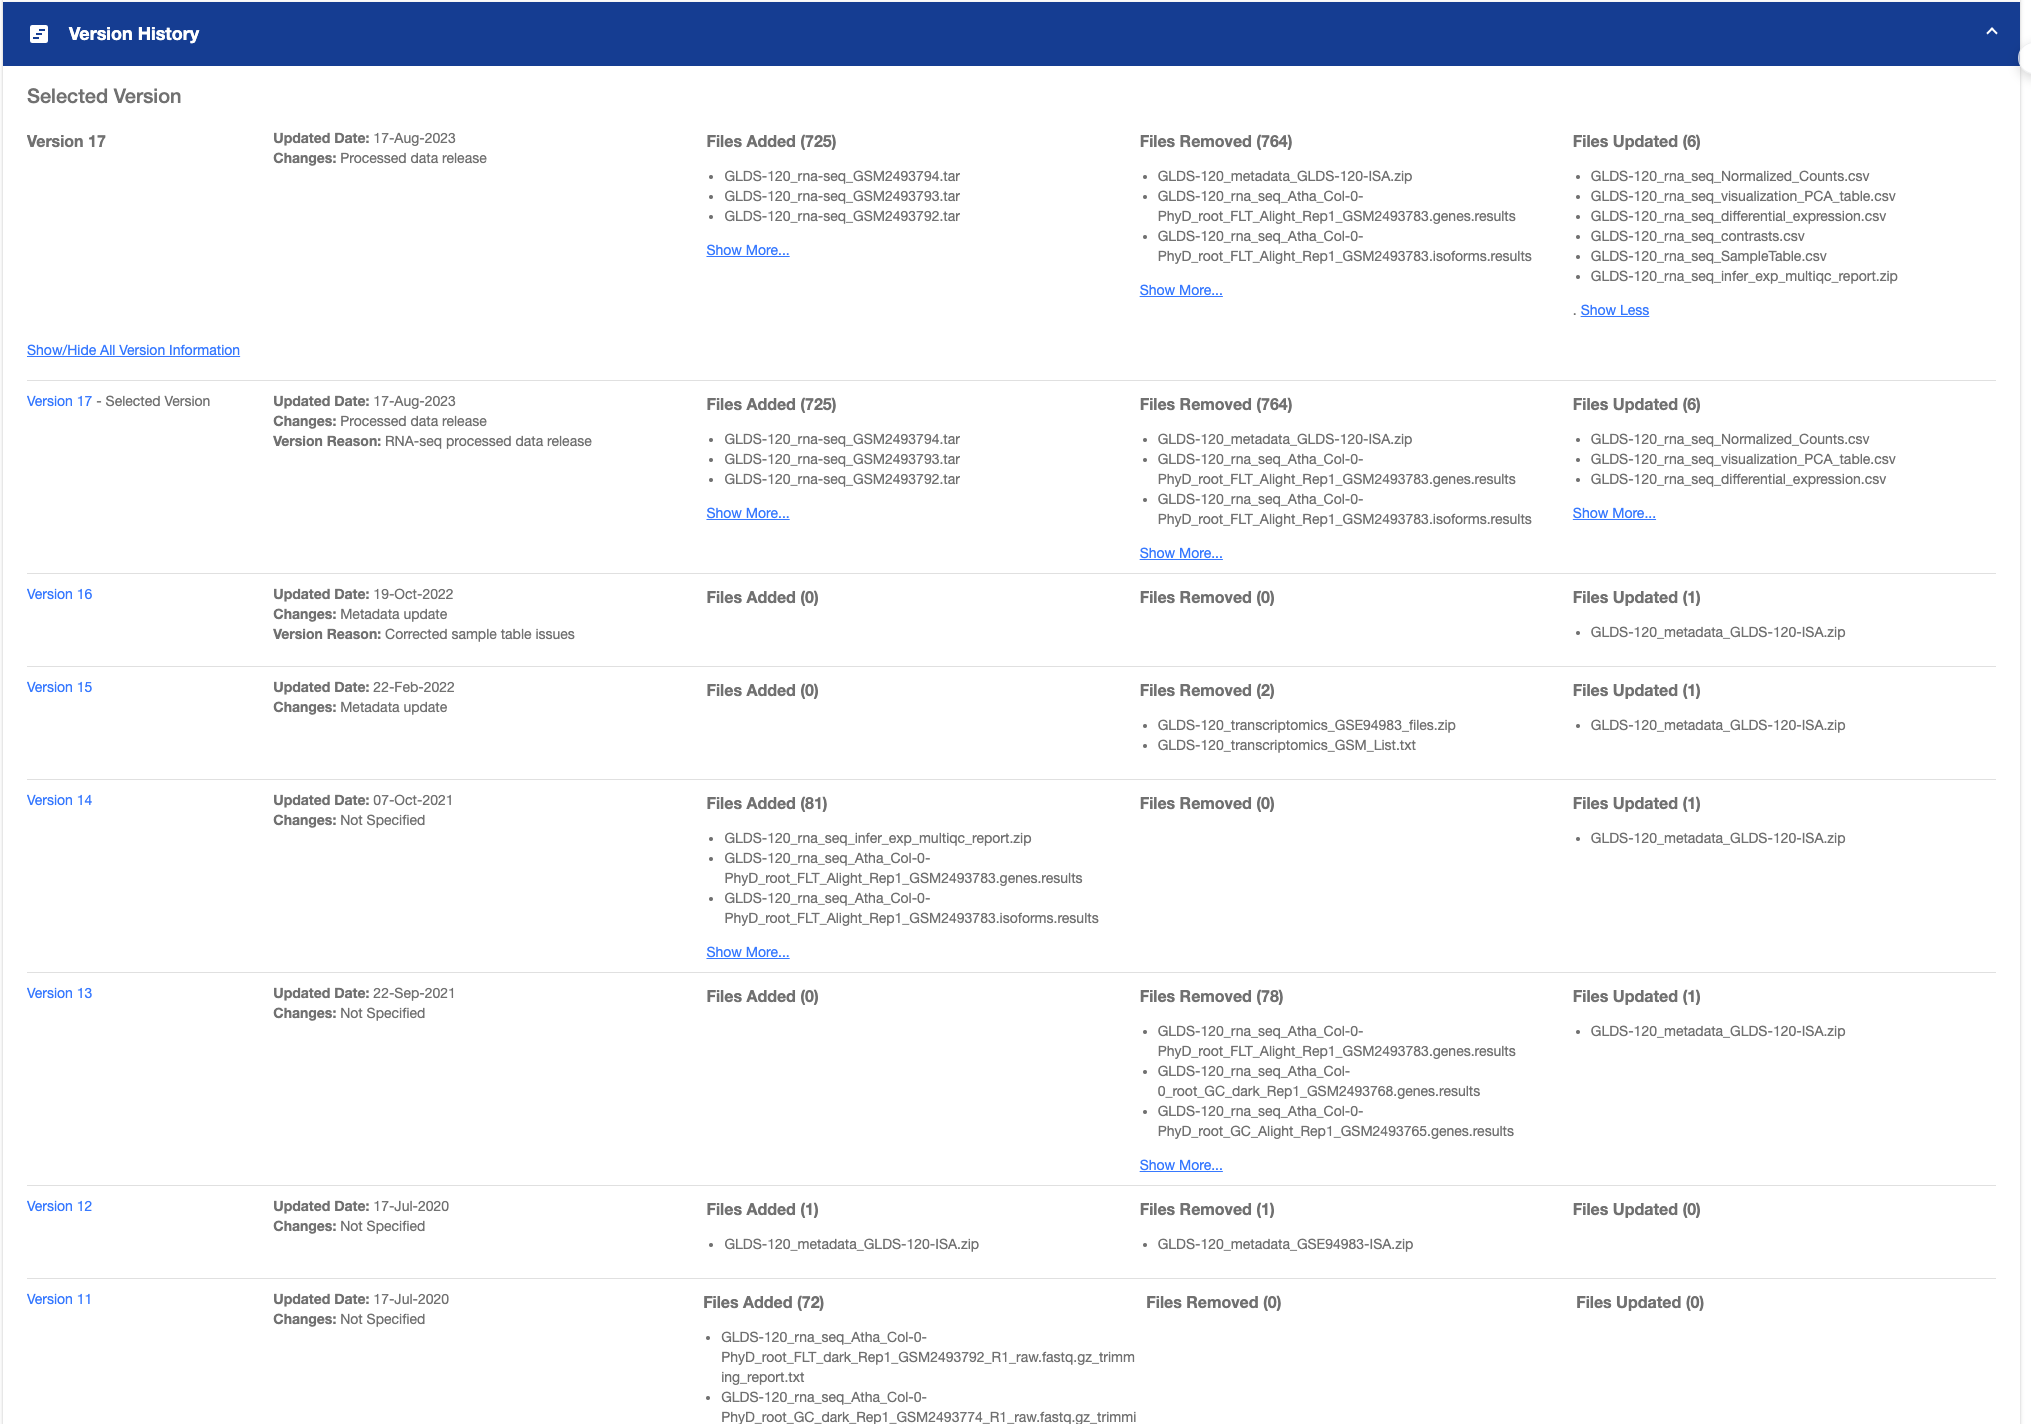 Version History
Selected Version
Version 17
Updated Date: 17-Aug-2023
Changes: Processed data release
Files Added (725)
GLDS-120_rna-seq_GSM2493794.tar
GLDS-120_rna-seq_GSM2493793.tar
GLDS-120_rna-seq_GSM2493792.tar
Show More...
Files Removed (764)
GLDS-120_metadata_GLDS-120-ISA.zip
GLDS-120_rna_seq_Atha_Col-0-
PhyD_root_FLT_Alight_Rep1_GSM2493783.genes.results
GLDS-120_rna_seq_Atha_Col-0-
PhyD_root_FLT_Alight_Rep1_GSM2493783.isoforms.results
Show More...
Files Updated (6)
GLDS-120_rna_seq_Normalized_Counts.csv
GLDS-120_rna_seq_visualization_PCA_table.csv
GLDS-120_rna_seq_differential_expression.csv
GLDS-120_rna_seq_contrasts.csv
GLDS-120_rna_seq_SampleTable.csv
GLDS-120_rna_seq_infer_exp_multiqc_report.zip
. Show Less
Show/Hide All Version Information
Version 17 - Selected Version
Updated Date: 17-Aug-2023
Changes: Processed data release
Version Reason: RNA-seq processed data release
Files Added (725)
GLDS-120_rna-seq_GSM2493794.tar
GLDS-120_rna-seq_GSM2493793.tar
GLDS-120_rna-seq_GSM2493792.tar
Show More...
Files Removed (764)
GLDS-120_metadata_GLDS-120-ISA.zip
GLDS-120_rna_seq_Atha_Col-0-
PhyD_root_FLT_Alight_Rep1_GSM2493783.genes.results
GLDS-120_rna_seq_Atha_Col-0-
PhyD_root_FLT_Alight_Rep1_GSM2493783.isoforms.results
Show More...
Files Updated (6)
GLDS-120_rna_seq_Normalized_Counts.csv
GLDS-120_rna_seq_visualization_PCA_table.csv
GLDS-120_rna_seq_differential_expression.csv
Show More...
Version 16
Updated Date: 19-Oct-2022
Changes: Metadata update
Version Reason: Corrected sample table issues
Files Added (0)
Files Removed (0)
Files Updated (1)
GLDS-120_metadata_GLDS-120-ISA.zip
Version 15
Updated Date: 22-Feb-2022
Changes: Metadata update
Files Added (0)
Files Removed (2)
GLDS-120_transcriptomics_GSE94983_files.zip
GLDS-120_transcriptomics_GSM_List.txt
Files Updated (1)
GLDS-120_metadata_GLDS-120-ISA.zip
Version 14
Updated Date: 07-Oct-2021
Changes: Not Specified
Files Added (81)
GLDS-120_rna_seq_infer_exp_multiqc_report.zip
GLDS-120_rna_seq_Atha_Col-0-
PhyD_root_FLT_Alight_Rep1_GSM2493783.genes.results
GLDS-120_rna_seq_Atha_Col-0-
PhyD_root_FLT_Alight_Rep1_GSM2493783.isoforms.results
Show More...
Files Removed (0)
Files Updated (1)
GLDS-120_metadata_GLDS-120-ISA.zip
Version 13
Updated Date: 22-Sep-2021
Changes: Not Specified
Files Added (0)
Files Removed (78)
GLDS-120_rna_seq_Atha_Col-0-
PhyD_root_FLT_Alight_Rep1_GSM2493783.genes.results
GLDS-120_rna_seq_Atha_Col-
0_root_GC_dark_Rep1_GSM2493768.genes.results
GLDS-120_rna_seq_Atha_Col-0-
PhyD_root_GC_Alight_Rep1_GSM2493765.genes.results
Show More...
Files Updated (1)
GLDS-120_metadata_GLDS-120-ISA.zip
Version 12
Updated Date: 17-Jul-2020
Changes: Not Specified
Files Added (1)
GLDS-120_metadata_GLDS-120-ISA.zip
Files Removed (1)
GLDS-120_metadata_GSE94983-ISA.zip
Files Updated (0)
Version 11
Updated Date: 17-Jul-2020
Changes: Not Specified
Files Added (72)
GLDS-120_rna_seq_Atha_Col-0-
PhyD_root_FLT_dark_Rep1_GSM2493792_R1_raw.fastq.gz_trimm
ing_report.txt
GLDS-120_rna_seq_Atha_Col-0-
PhyD_root_GC_dark_Rep1_GSM2493774_R1_raw.fastq.gz_trimmi
Files Removed (0)
Files Updated (0)